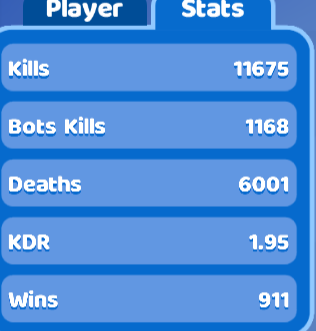 Player Stats
Kills 11675
Bots Kills 1168
Deaths 6001
KDR 1.95
Wins 911